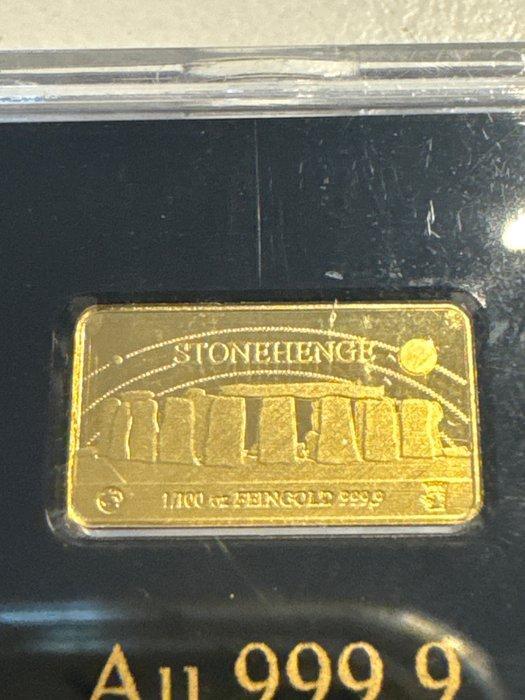 STONEHENGE
1/100 oz FEINGOLD 999,9
Au 999,9